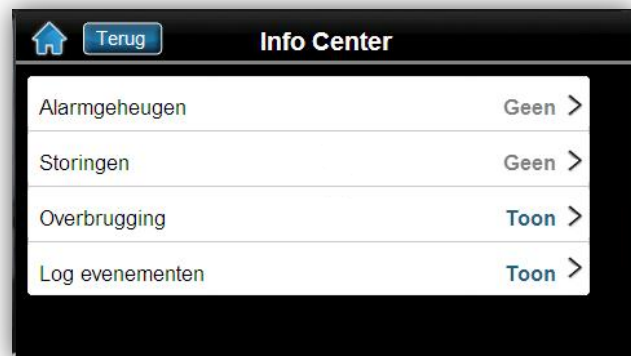 Terug Info Center
Alarmgeheugen Geen >
Storingen Geen >
Overbrugging Toon >
Log evenementen Toon >